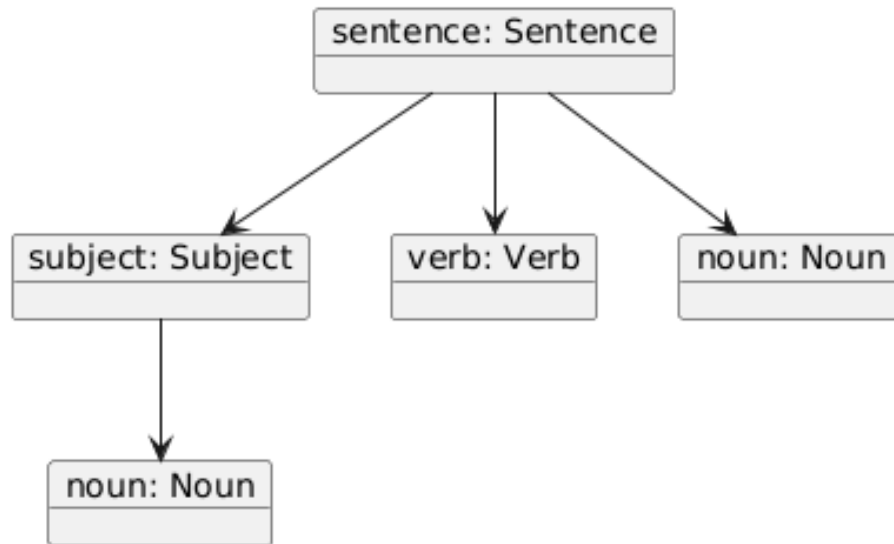 sentence: Sentence
subject: Subject
verb: Verb
noun: Noun
noun: Noun